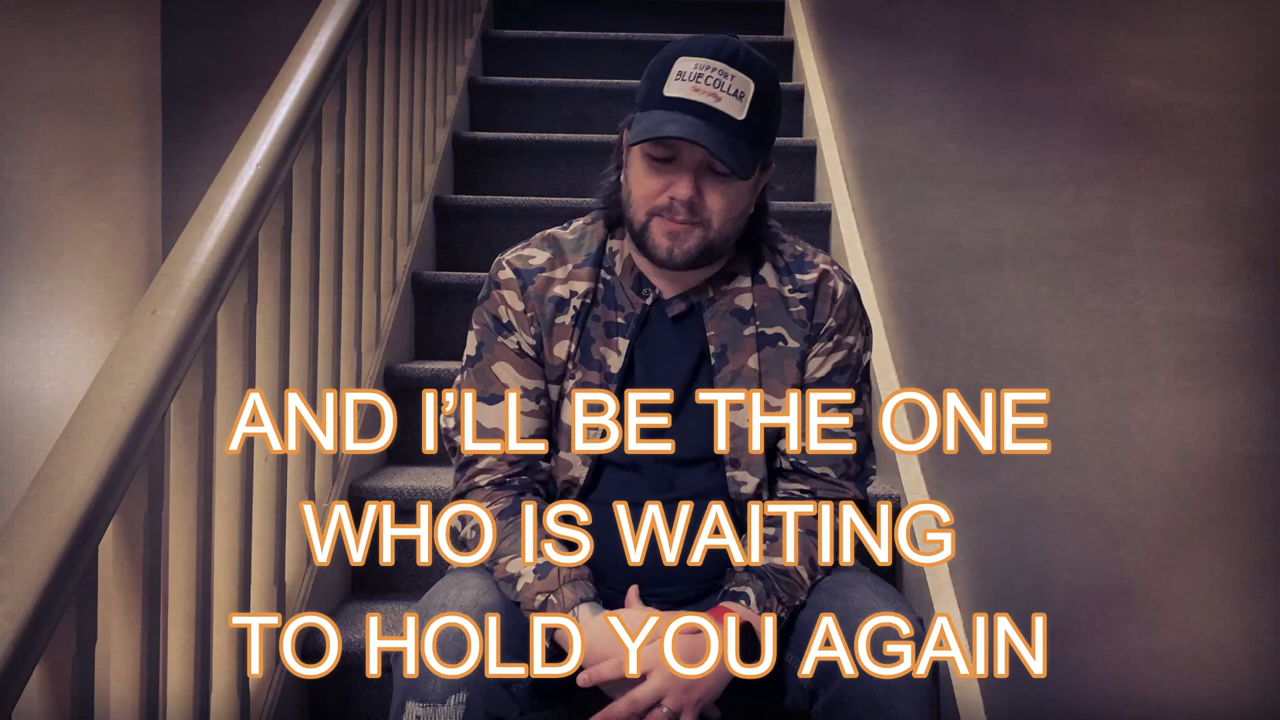 SUPPORT
BLUE COLLAR
AND I’LL BE THE ONE
WHO IS WAITING
TO HOLD YOU AGAIN